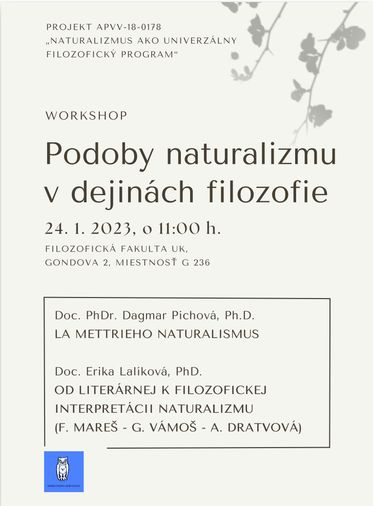 PROJEKT APVV-18-0178
„NATURALIZMUS AKO UNIVERZÁLNY
FILOZOFICKÝ PROGRAM“
WORKSHOP
Podoby naturalizmu
v dejinách filozofie
24. 1. 2023, o 11:00 h.
FILOZOFICKÁ FAKULTA UK,
GONDOVA 2, MIESTNOSŤ G 236
Doc. PhDr. Dagmar Pichová, Ph.D.
LA METTRIEHO NATURALISMUS
Doc. Erika Lalíková, PhD.
OD LITERÁRNEJ K FILOZOFICKEJ
INTERPRETÁCII NATURALIZMU
(F. MAREŠ - G. VÁMOŠ - A. DRATVOVÁ)